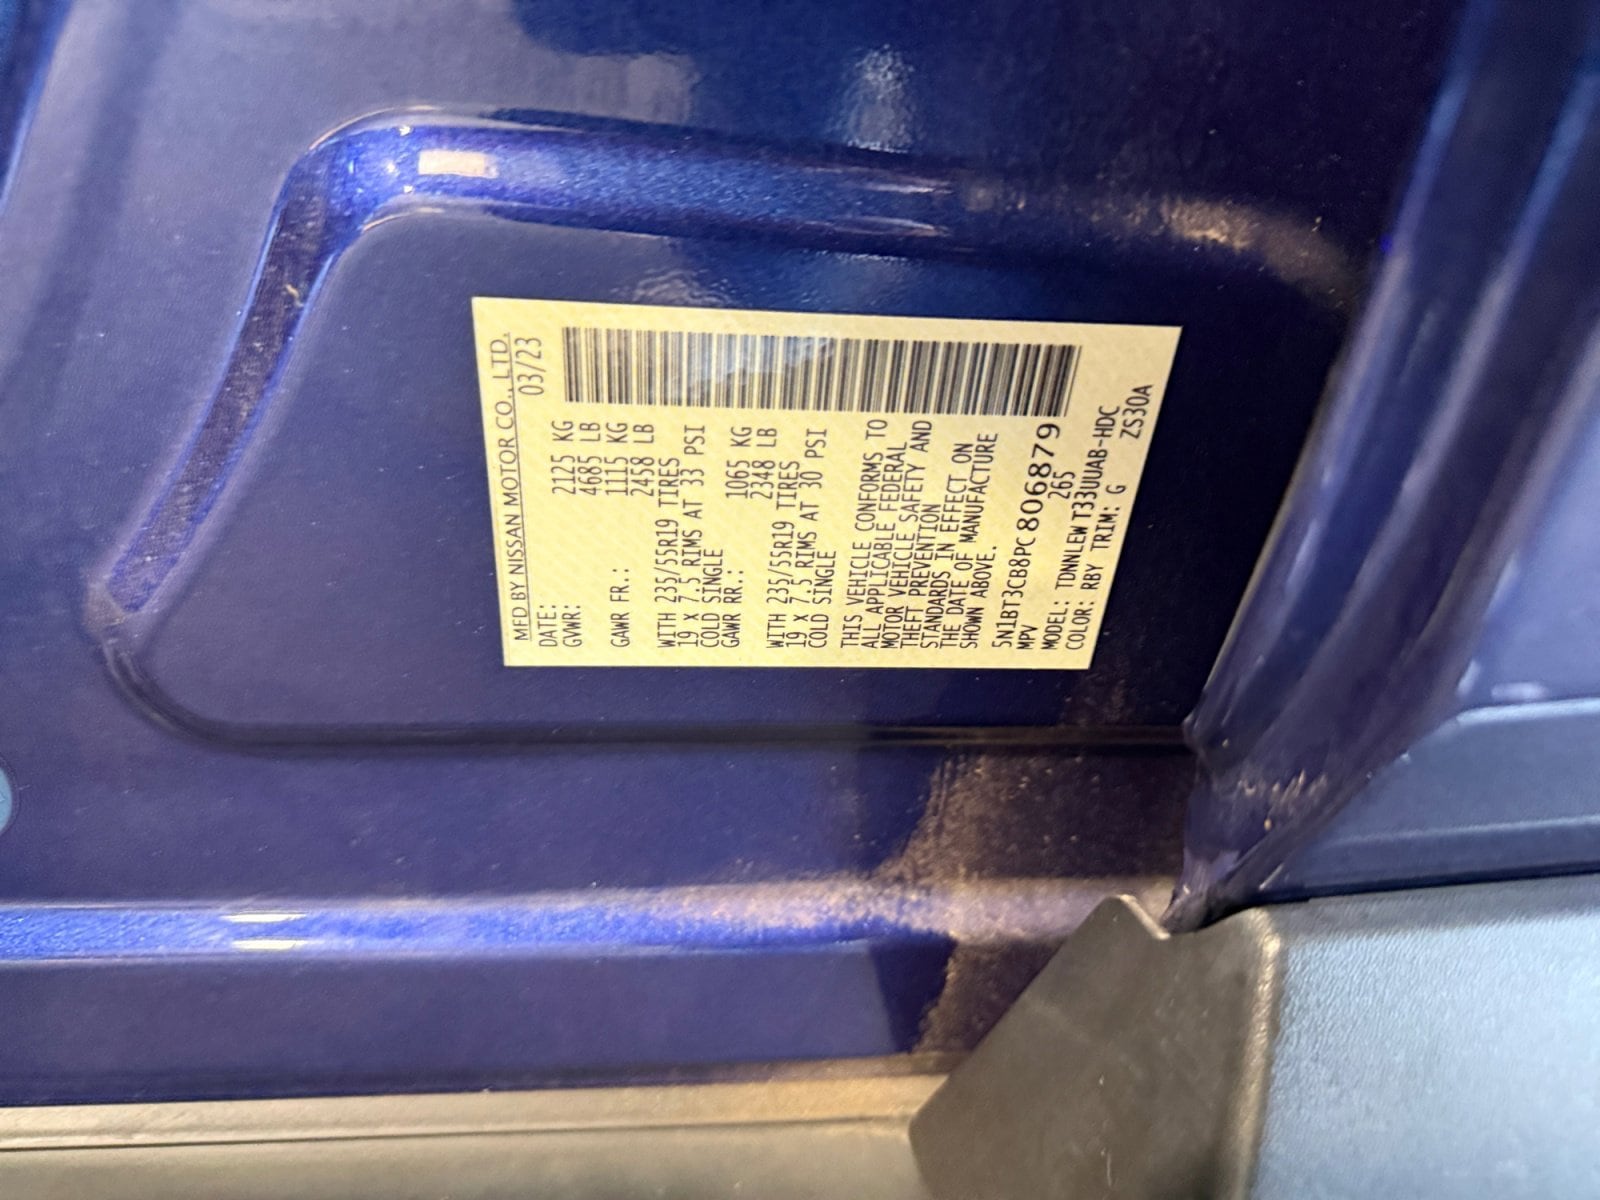 MFD BY NISSAN MOTOR CO., LTD.
DATE: 03/23
GVWR: 2125 KG
4685 LB
GAWR FR.: 1115 KG
2458 LB
WITH 235/55R19 TIRES
19 X 7.5 RIMS AT 33 PSI
COLD SINGLE
GAWR RR.: 1065 KG
2348 LB
WITH 235/55R19 TIRES
19 X 7.5 RIMS AT 30 PSI
COLD SINGLE
THIS VEHICLE CONFORMS TO
ALL APPLICABLE FEDERAL
MOTOR VEHICLE SAFETY AND
THEFT PREVENTION
STANDARDS IN EFFECT ON
THE DATE OF MANUFACTURE
SHOWN ABOVE.
5N1BT3CB8PC806879
MPV 265
MODEL: TDNNLEWT33UUAB-HDC
COLOR: RBY TRIM: G ZS30A